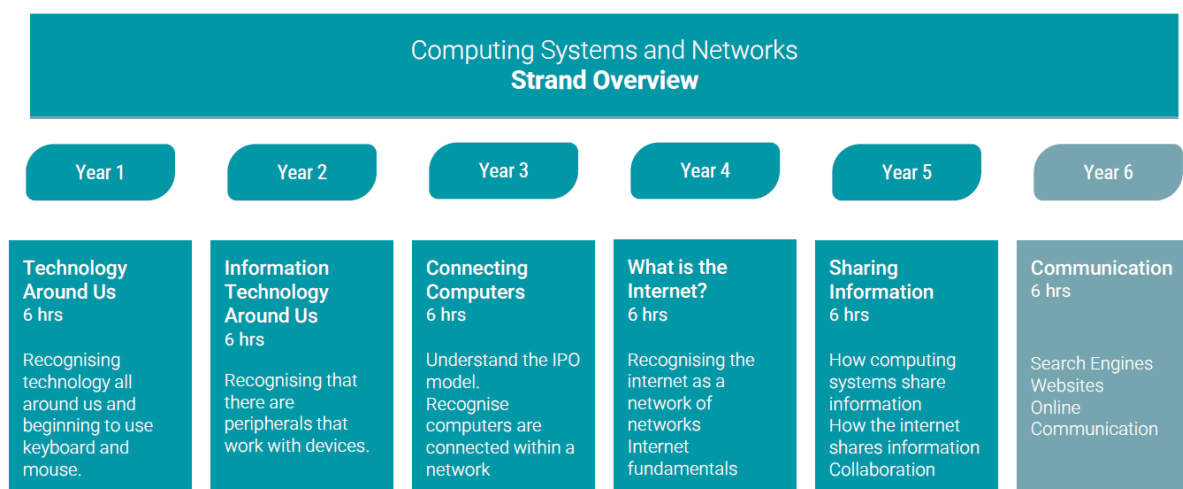 Computing Systems and Networks
Strand Overview
Year 1
Year 2
Year 3
Year 4
Year 5
Year 6
Technology
Around Us
6 hrs
Recognising
technology all
around us and
beginning to use
keyboard and
mouse.
Information
Technology
Around Us
6 hrs
Recognising that
there are
peripherals that
work with devices.
Connecting
Computers
6 hrs
Understand the IPO
model.
Recognise
computers are
connected within a
network
What is the
Internet?
6 hrs
Recognising the
internet as a
network of
networks
Internet
fundamentals
Sharing
Information
6 hrs
How computing
systems share
information
How the internet
shares information
Collaboration
Communication
6 hrs
Search Engines
Websites
Online
Communication